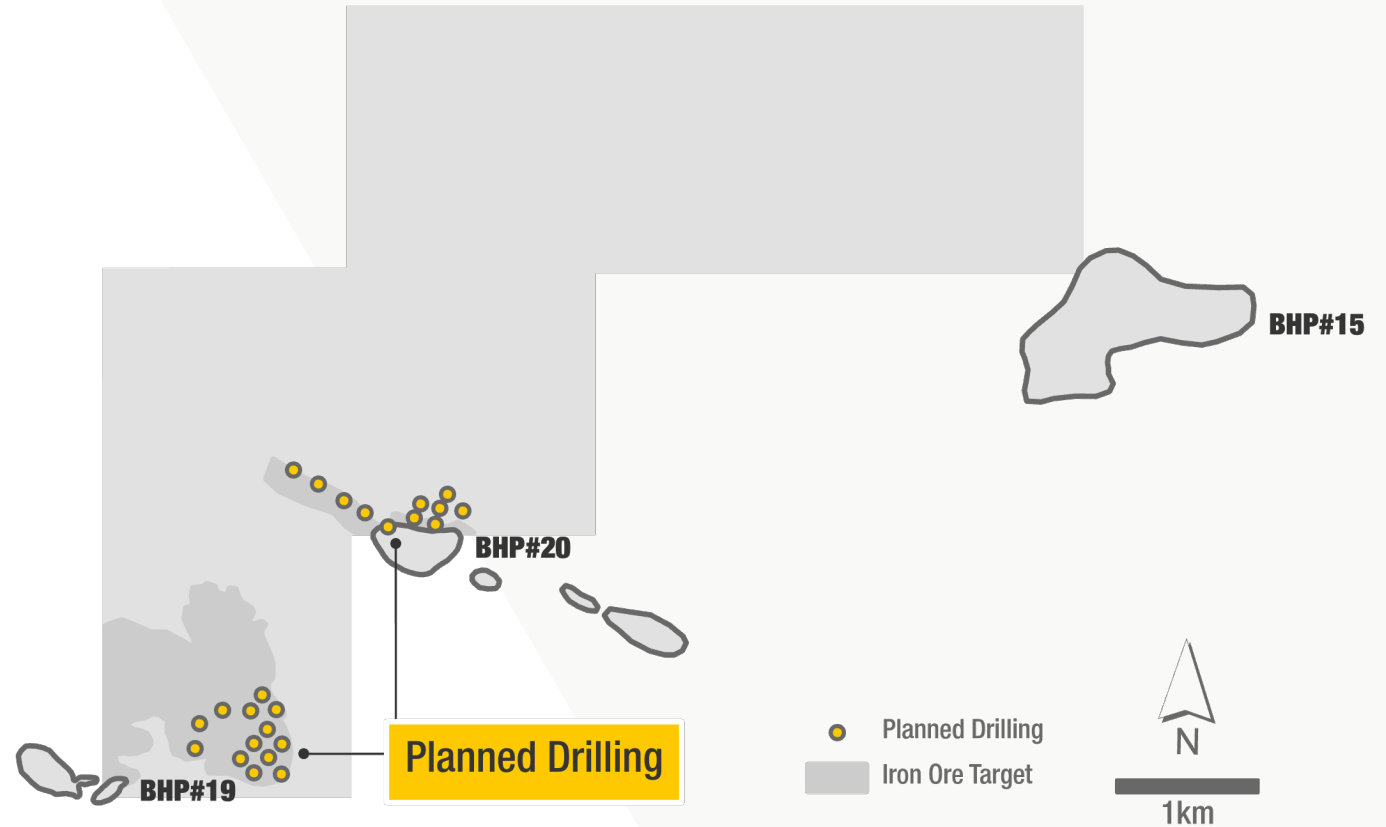 BHP#15
BHP#20
Planned Drilling
BHP#19
Planned Drilling
Iron Ore Target
N
1km